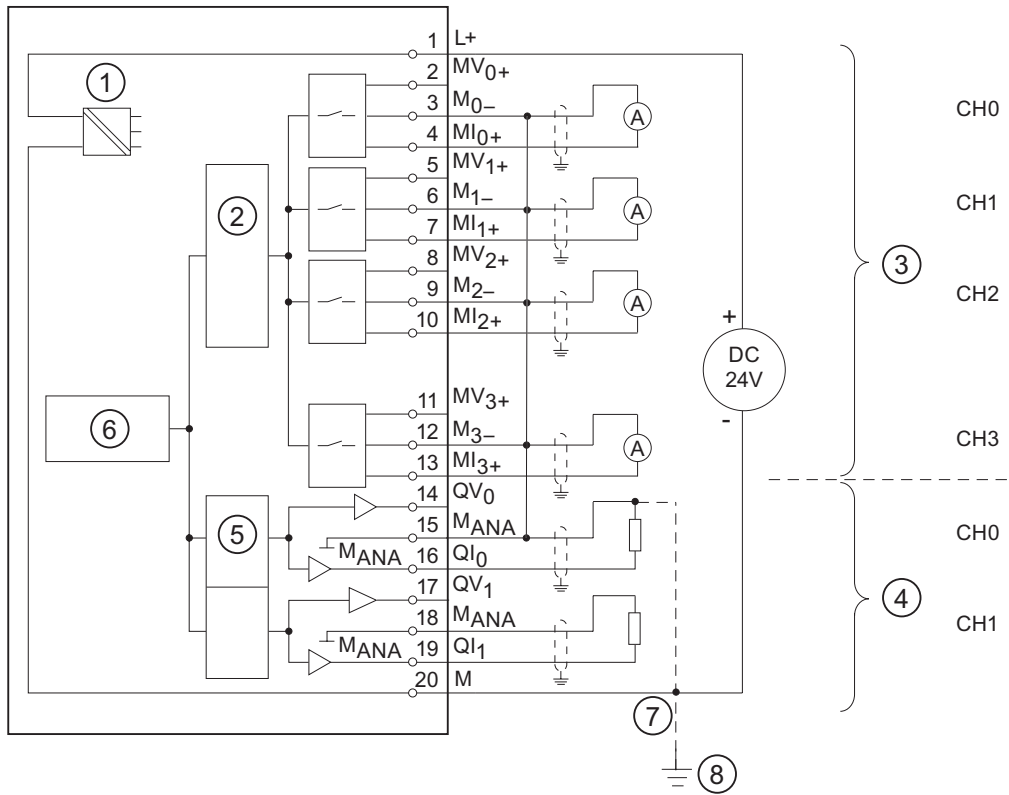 1 L+
① 2 MV0+
3 M0– A CH0
4 MI0+
5 MV1+
② 6 M1– A CH1
7 MI1+
8 MV2+ ③
9 M2– A CH2
10 MI2+
+
DC
24V
-
11 MV3+
⑥ 12 M3– A CH3
13 MI3+
14 QV0
⑤ 15 MANA CH0
MANA 16 QI0
17 QV1 ④
18 MANA CH1
MANA 19 QI1
20 M
⑦
⑧